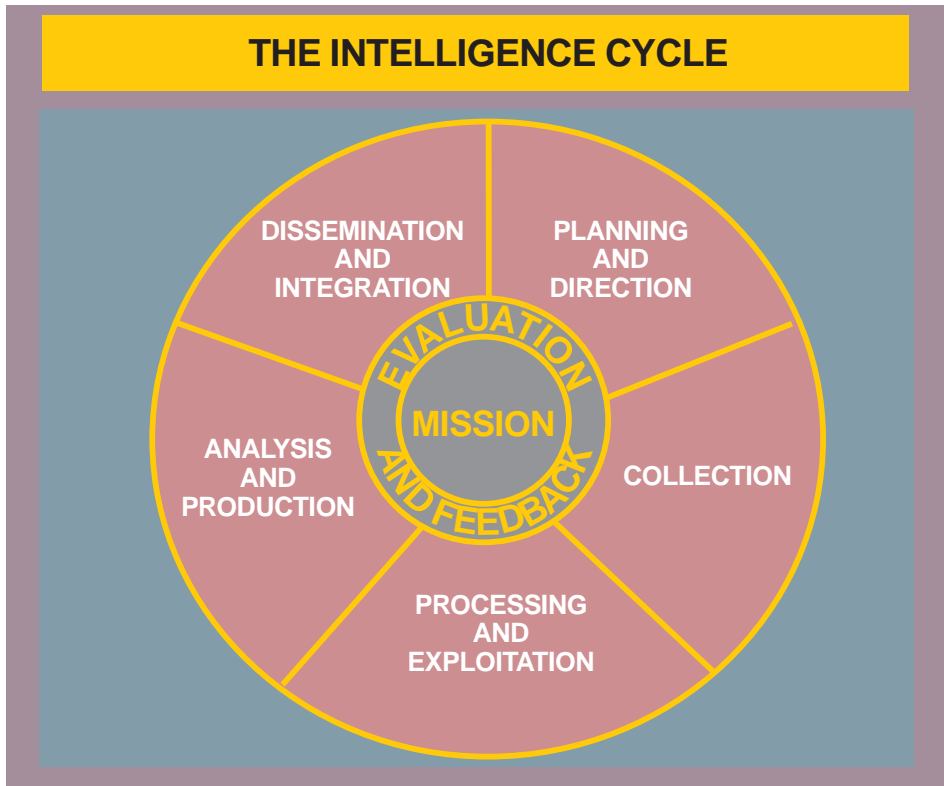 THE INTELLIGENCE CYCLE
DISSEMINATION
AND
INTEGRATION
PLANNING
AND
DIRECTION
EVALUATION
MISSION
AND FEEDBACK
ANALYSIS
AND
PRODUCTION
COLLECTION
PROCESSING
AND
EXPLOITATION